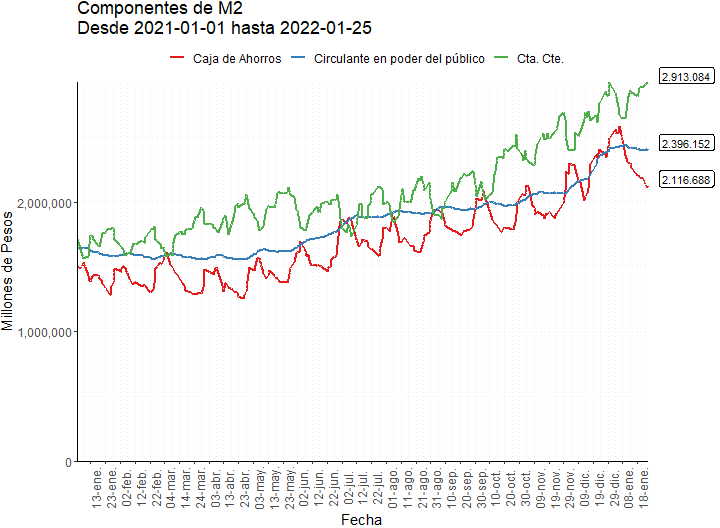 Componentes de M2
Desde 2021-01-01 hasta 2022-01-25
Caja de Ahorros Circulante en poder del público Cta. Cte.
2.913.084
2.396.152
2.116.688
Millones de Pesos
2,000,000
1,000,000
0
13-ene. 23-ene. 02-feb. 12-feb. 22-feb. 04-mar. 14-mar. 24-mar. 03-abr. 13-abr. 23-abr. 03-may. 13-may. 23-may. 02-jun. 12-jun. 22-jun. 02-jul. 12-jul. 22-jul. 01-ago. 11-ago. 21-ago. 31-ago. 10-sep. 20-sep. 30-sep. 10-oct. 20-oct. 30-oct. 09-nov. 19-nov. 29-nov. 09-dic. 19-dic. 29-dic. 08-ene. 18-ene.
Fecha